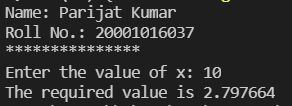 Name: Parijat Kumar
Roll No.: 20001016037
***************
Enter the value of x: 10
The required value is 2.797664